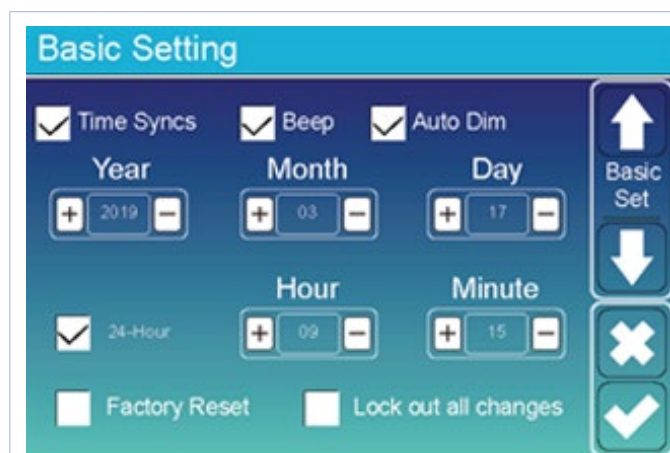 Basic Setting
Time Syncs Beep Auto Dim
Year Month Day
+ 2019 − + 03 − + 17 −
Basic
Set
Hour Minute
24-Hour + 09 − + 15 −
Factory Reset Lock out all changes